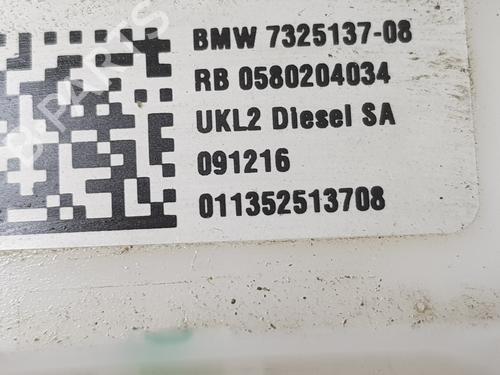 BMW 7325137-08
RB 0580204034
UKL2 Diesel SA
091216
011352513708